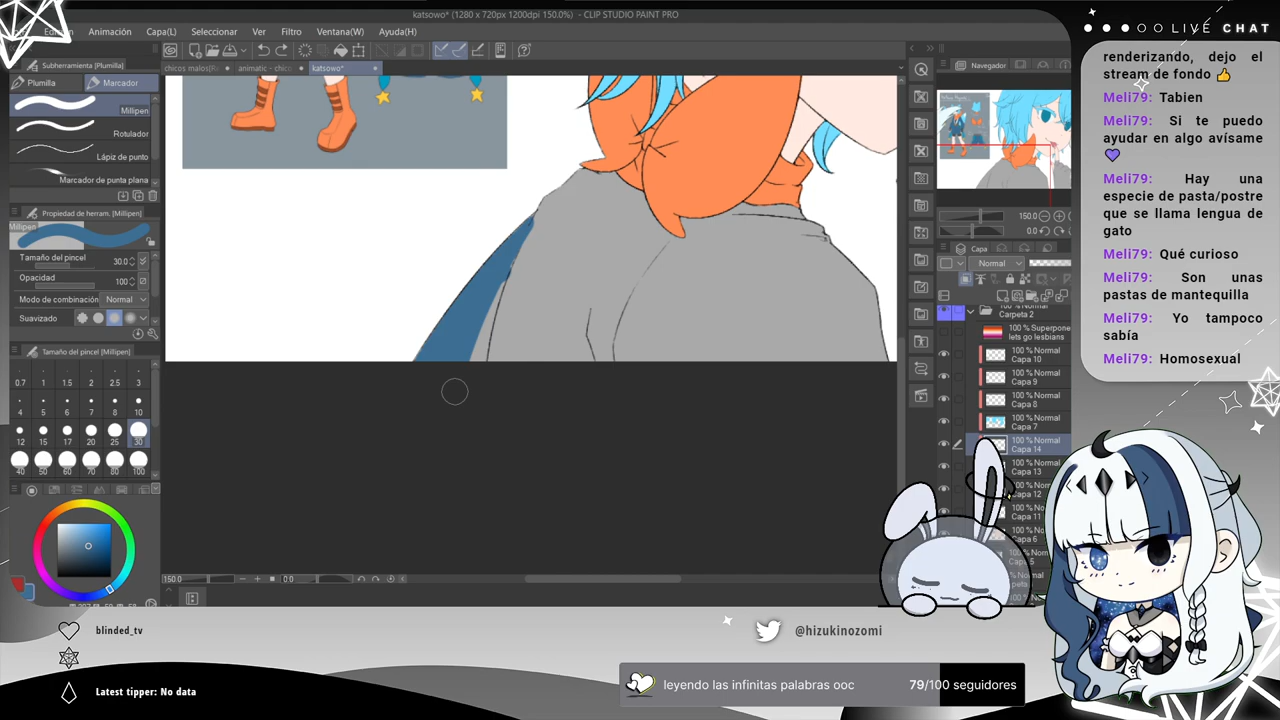 katsowo* (1280 x 720px 1200dpi 150.0%) - CLIP STUDIO PAINT PRO
Animación Capa(L) Seleccionar Ver Filtro Ventana(W) Ayuda(H)
Subherramienta (Plumilla)
Plumilla Marcador
Millipen
Rotulador
Lápiz de punto
Marcador de punta plana
Propiedad de herram. (Millipen)
Millipen
Tamaño del pincel 30.0
Opacidad 100
Modo de combinación Normal
Suavizado
Tamaño del pincel (Millipen)
0.7 1 1.5 2 2.5 3
4 5 6 7 8 10
12 15 17 20 25 30
40 50 60 70 80 100
chicos malos(R animatic - chicc katsowo*
150.0 0.0
Navegador
150.0
0.0
Capa
Normal
Carpeta 2
100 % Superpone
lets go lesbians
100 % Normal
Capa 10
100 % Normal
Capa 9
100 % Normal
Capa 8
100 % Normal
Capa 7
100 % Normal
Capa 14
100 % Normal
Capa 13
Capa 12
Capa 11
LIVE CHAT
renderizando, dejo el
stream de fondo 👍
Meli79: Tabien
Meli79: Si te puedo
ayudar en algo avísame
💜
Meli79: Hay una
especie de pasta/postre
que se llama lengua de
gato
Meli79: Qué curioso
Meli79: Son unas
pastas de mantequilla
Meli79: Yo tampoco
sabía
Meli79: Homosexual
blinded_tv
Latest tipper: No data
@hizukinozomi
leyendo las infinitas palabras ooc 79/100 seguidores